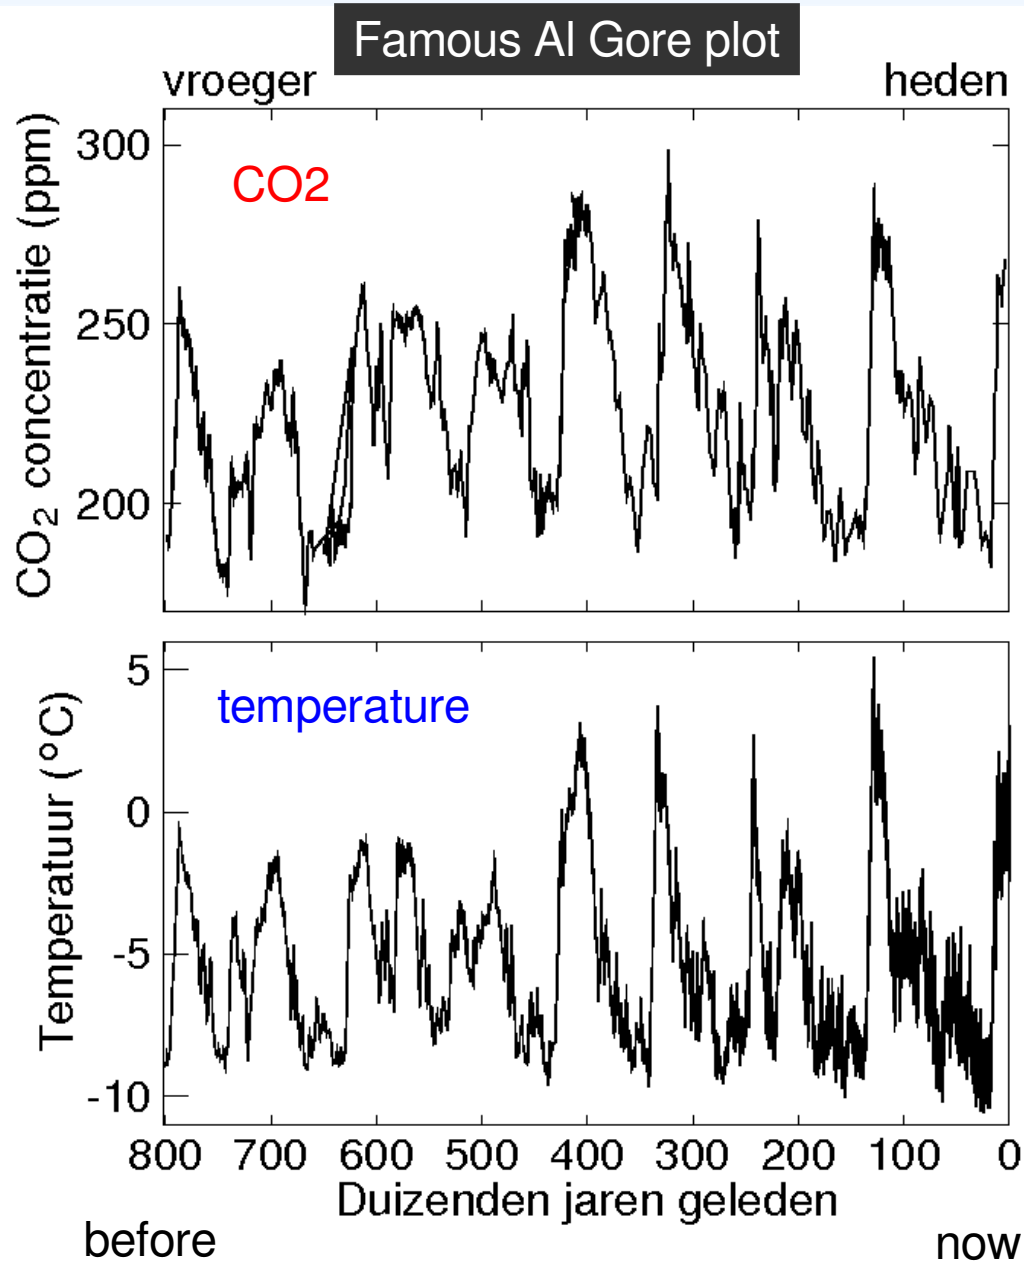 Famous Al Gore plot
vroeger heden
CO₂ concentratie (ppm)
300
250
200
CO2
Temperatuur (°C)
5
0
-5
-10
temperature
800 700 600 500 400 300 200 100 0
Duizenden jaren geleden
before now